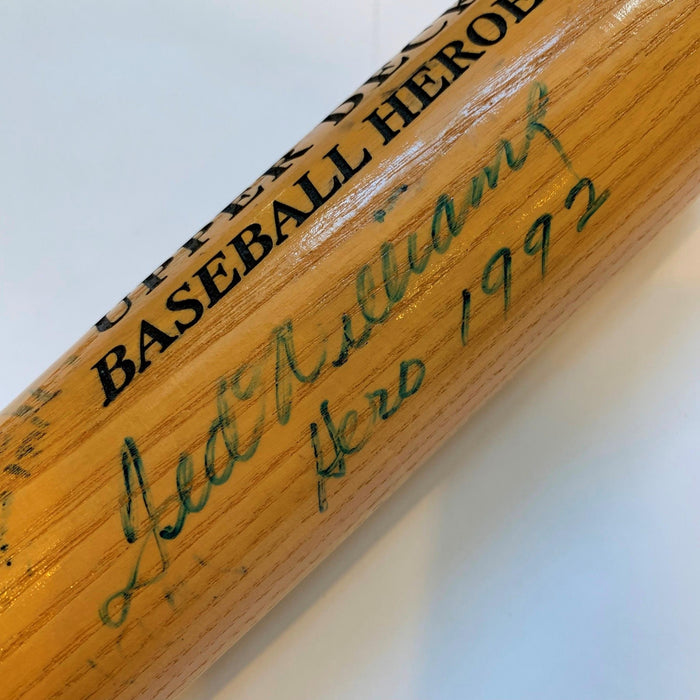 UPPER DECK
BASEBALL HEROES
Ted Williams
Hero 1992